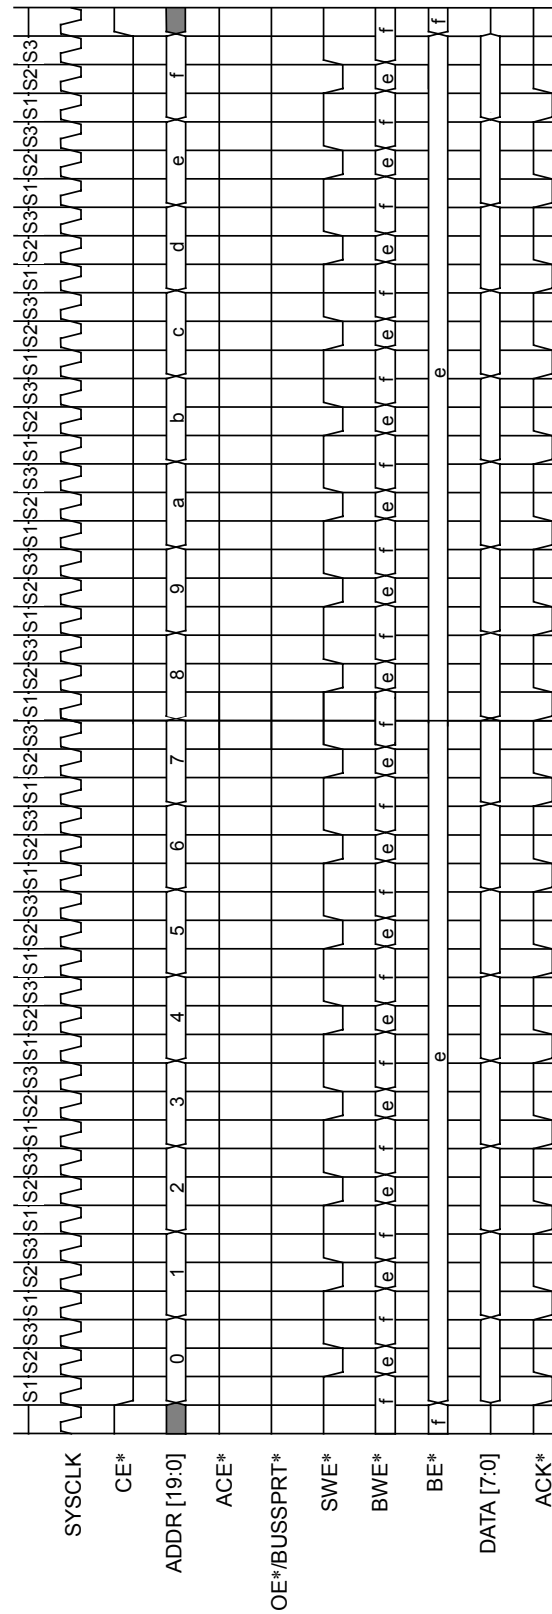 S1 S2 S3 S1 S2 S3 S1 S2 S3 S1 S2 S3 S1 S2 S3 S1 S2 S3 S1 S2 S3 S1 S2 S3 S1 S2 S3 S1 S2 S3 S1 S2 S3 S1 S2 S3 S1 S2 S3 S1 S2 S3 S1 S2 S3 S1 S2 S3
SYSCLK
CE*
ADDR [19:0] 0 1 2 3 4 5 6 7 8 9 a b c d e f
ACE*
OE*/BUSSPRT*
SWE*
BWE* f e f e f e f e f e f e f e f e f e f e f e f e f e f e f e f e f
BE* f e e f
DATA [7:0]
ACK*